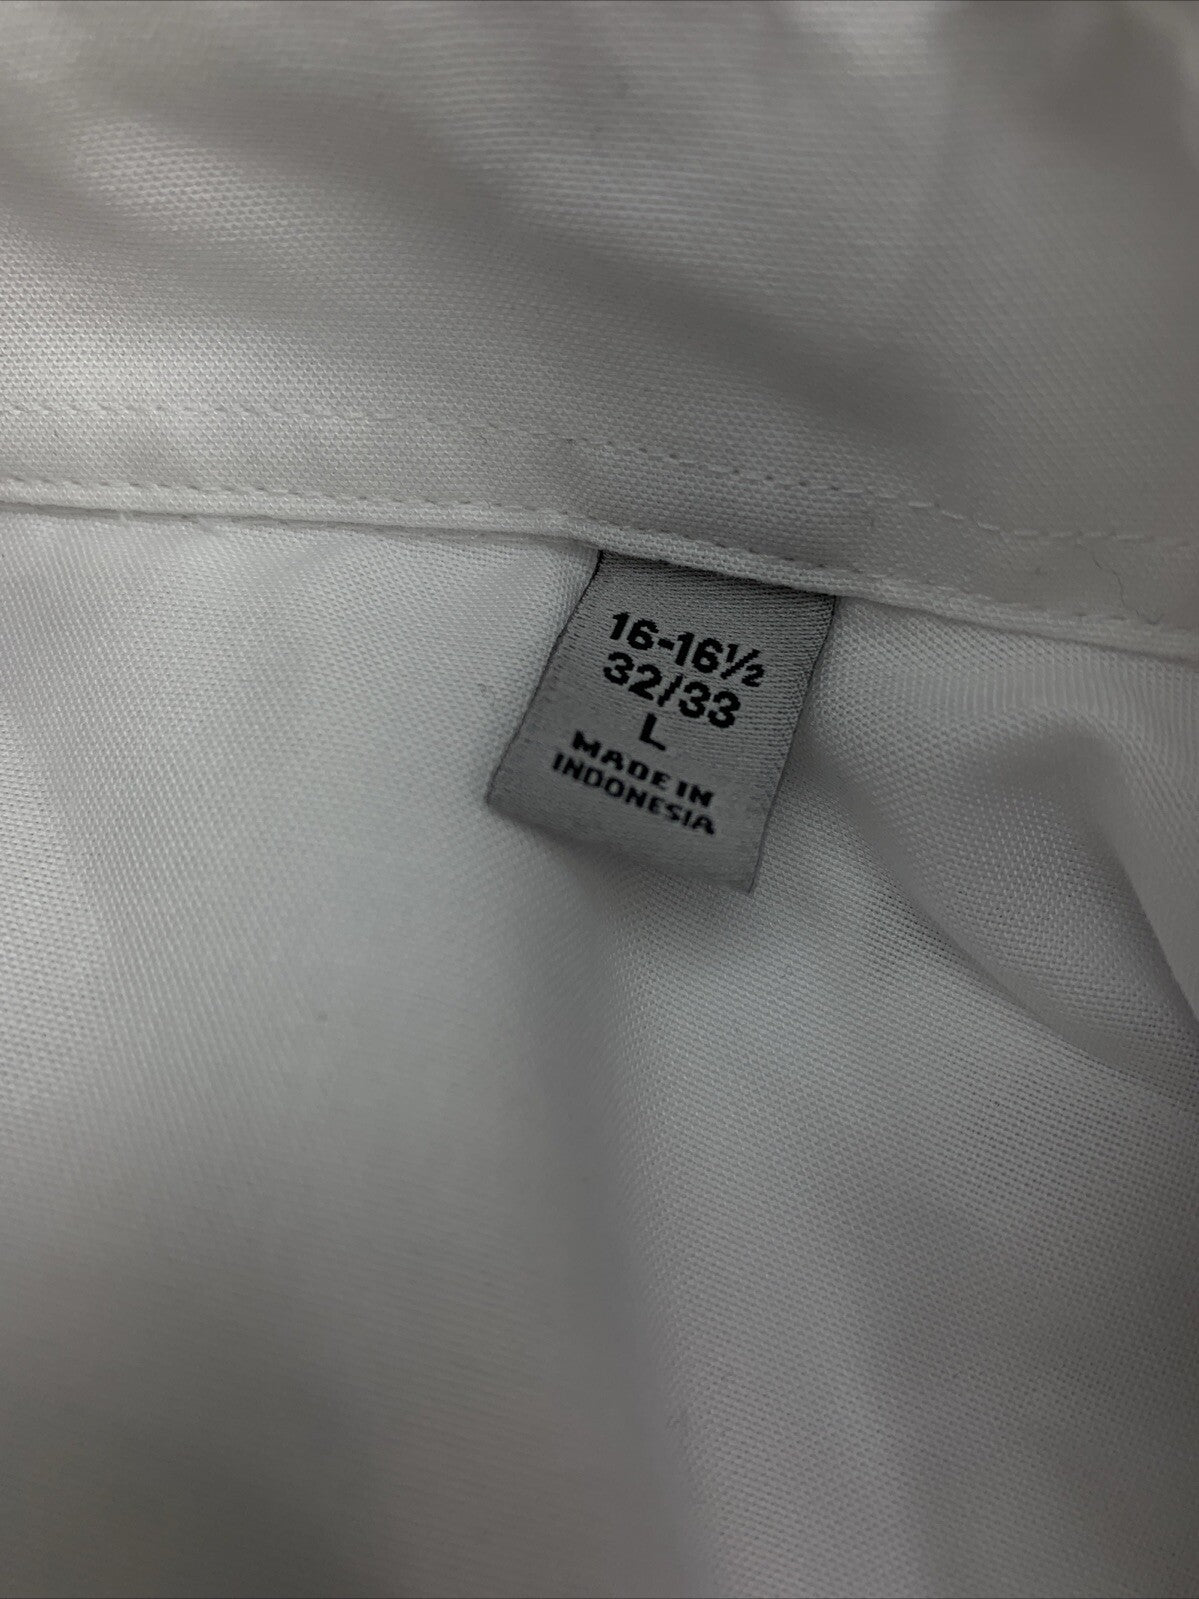 16-16½
32/33
L
MADE IN
INDONESIA